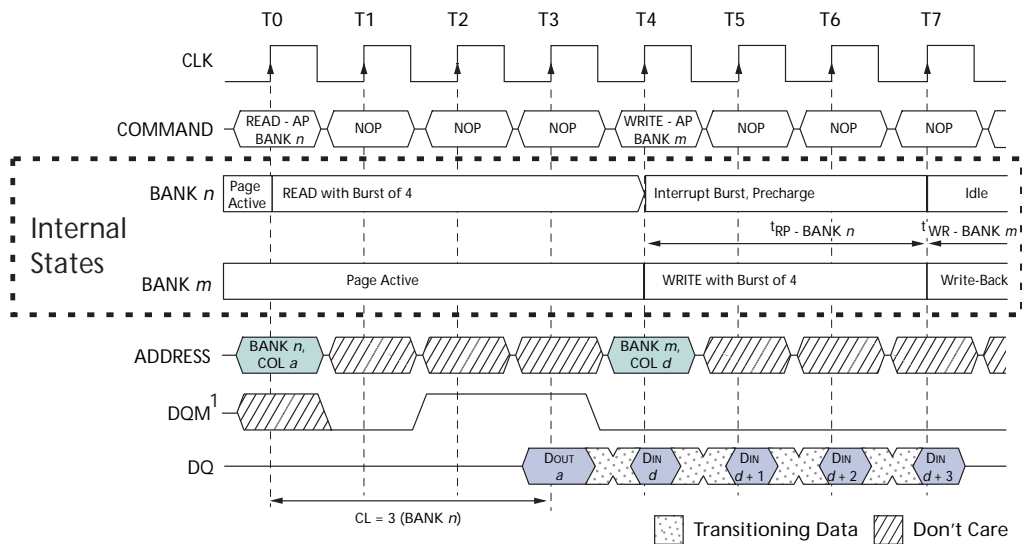 T0 T1 T2 T3 T4 T5 T6 T7
CLK
COMMAND
READ - AP
BANK n
NOP NOP NOP
WRITE - AP
BANK m
NOP NOP NOP
Internal
States
BANK n
Page
Active
READ with Burst of 4
Interrupt Burst, Precharge
Idle
tRP - BANK n
tWR - BANK m
BANK m
Page Active
WRITE with Burst of 4
Write-Back
ADDRESS
BANK n,
COL a
BANK m,
COL d
DQM1
DQ
DOUT
a
DIN
d
DIN
d + 1
DIN
d + 2
DIN
d + 3
CL = 3 (BANK n)
Transitioning Data
Don't Care